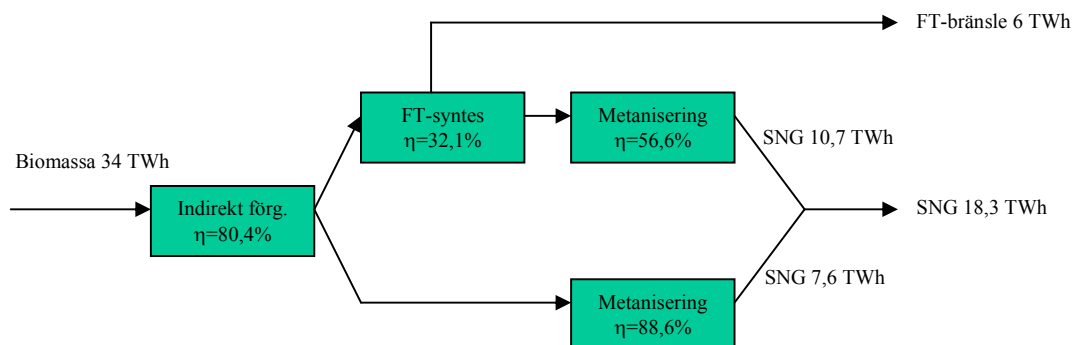 FT-bränsle 6 TWh
FT-syntes
η=32,1%
Metanisering
η=56,6%
SNG 10,7 TWh
Biomassa 34 TWh
Indirekt förg.
η=80,4%
SNG 18,3 TWh
SNG 7,6 TWh
Metanisering
η=88,6%